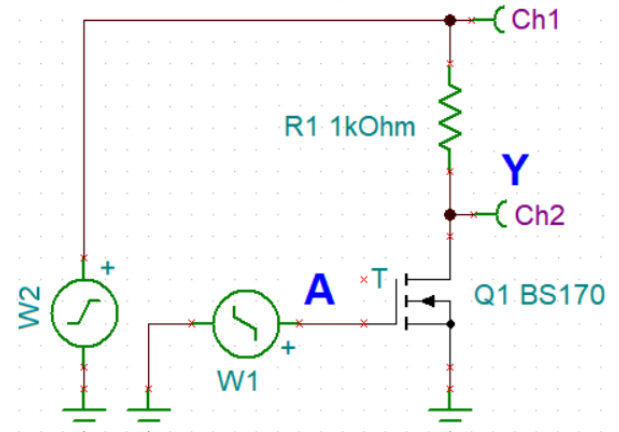 Ch1
R1 1kOhm
Y
Ch2
T
A
Q1 BS170
W2
+
+
W1